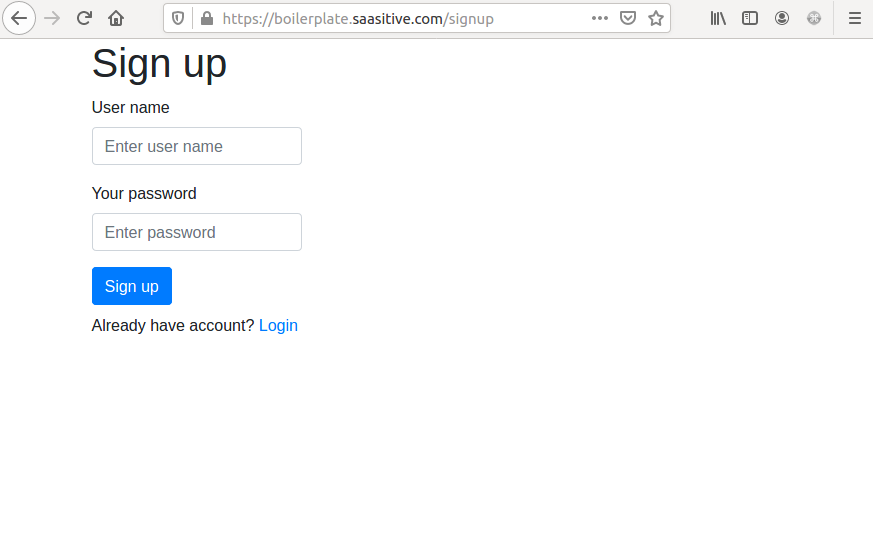 https://boilerplate.saasitive.com/signup
Sign up
User name
Enter user name
Your password
Enter password
Sign up
Already have account? Login